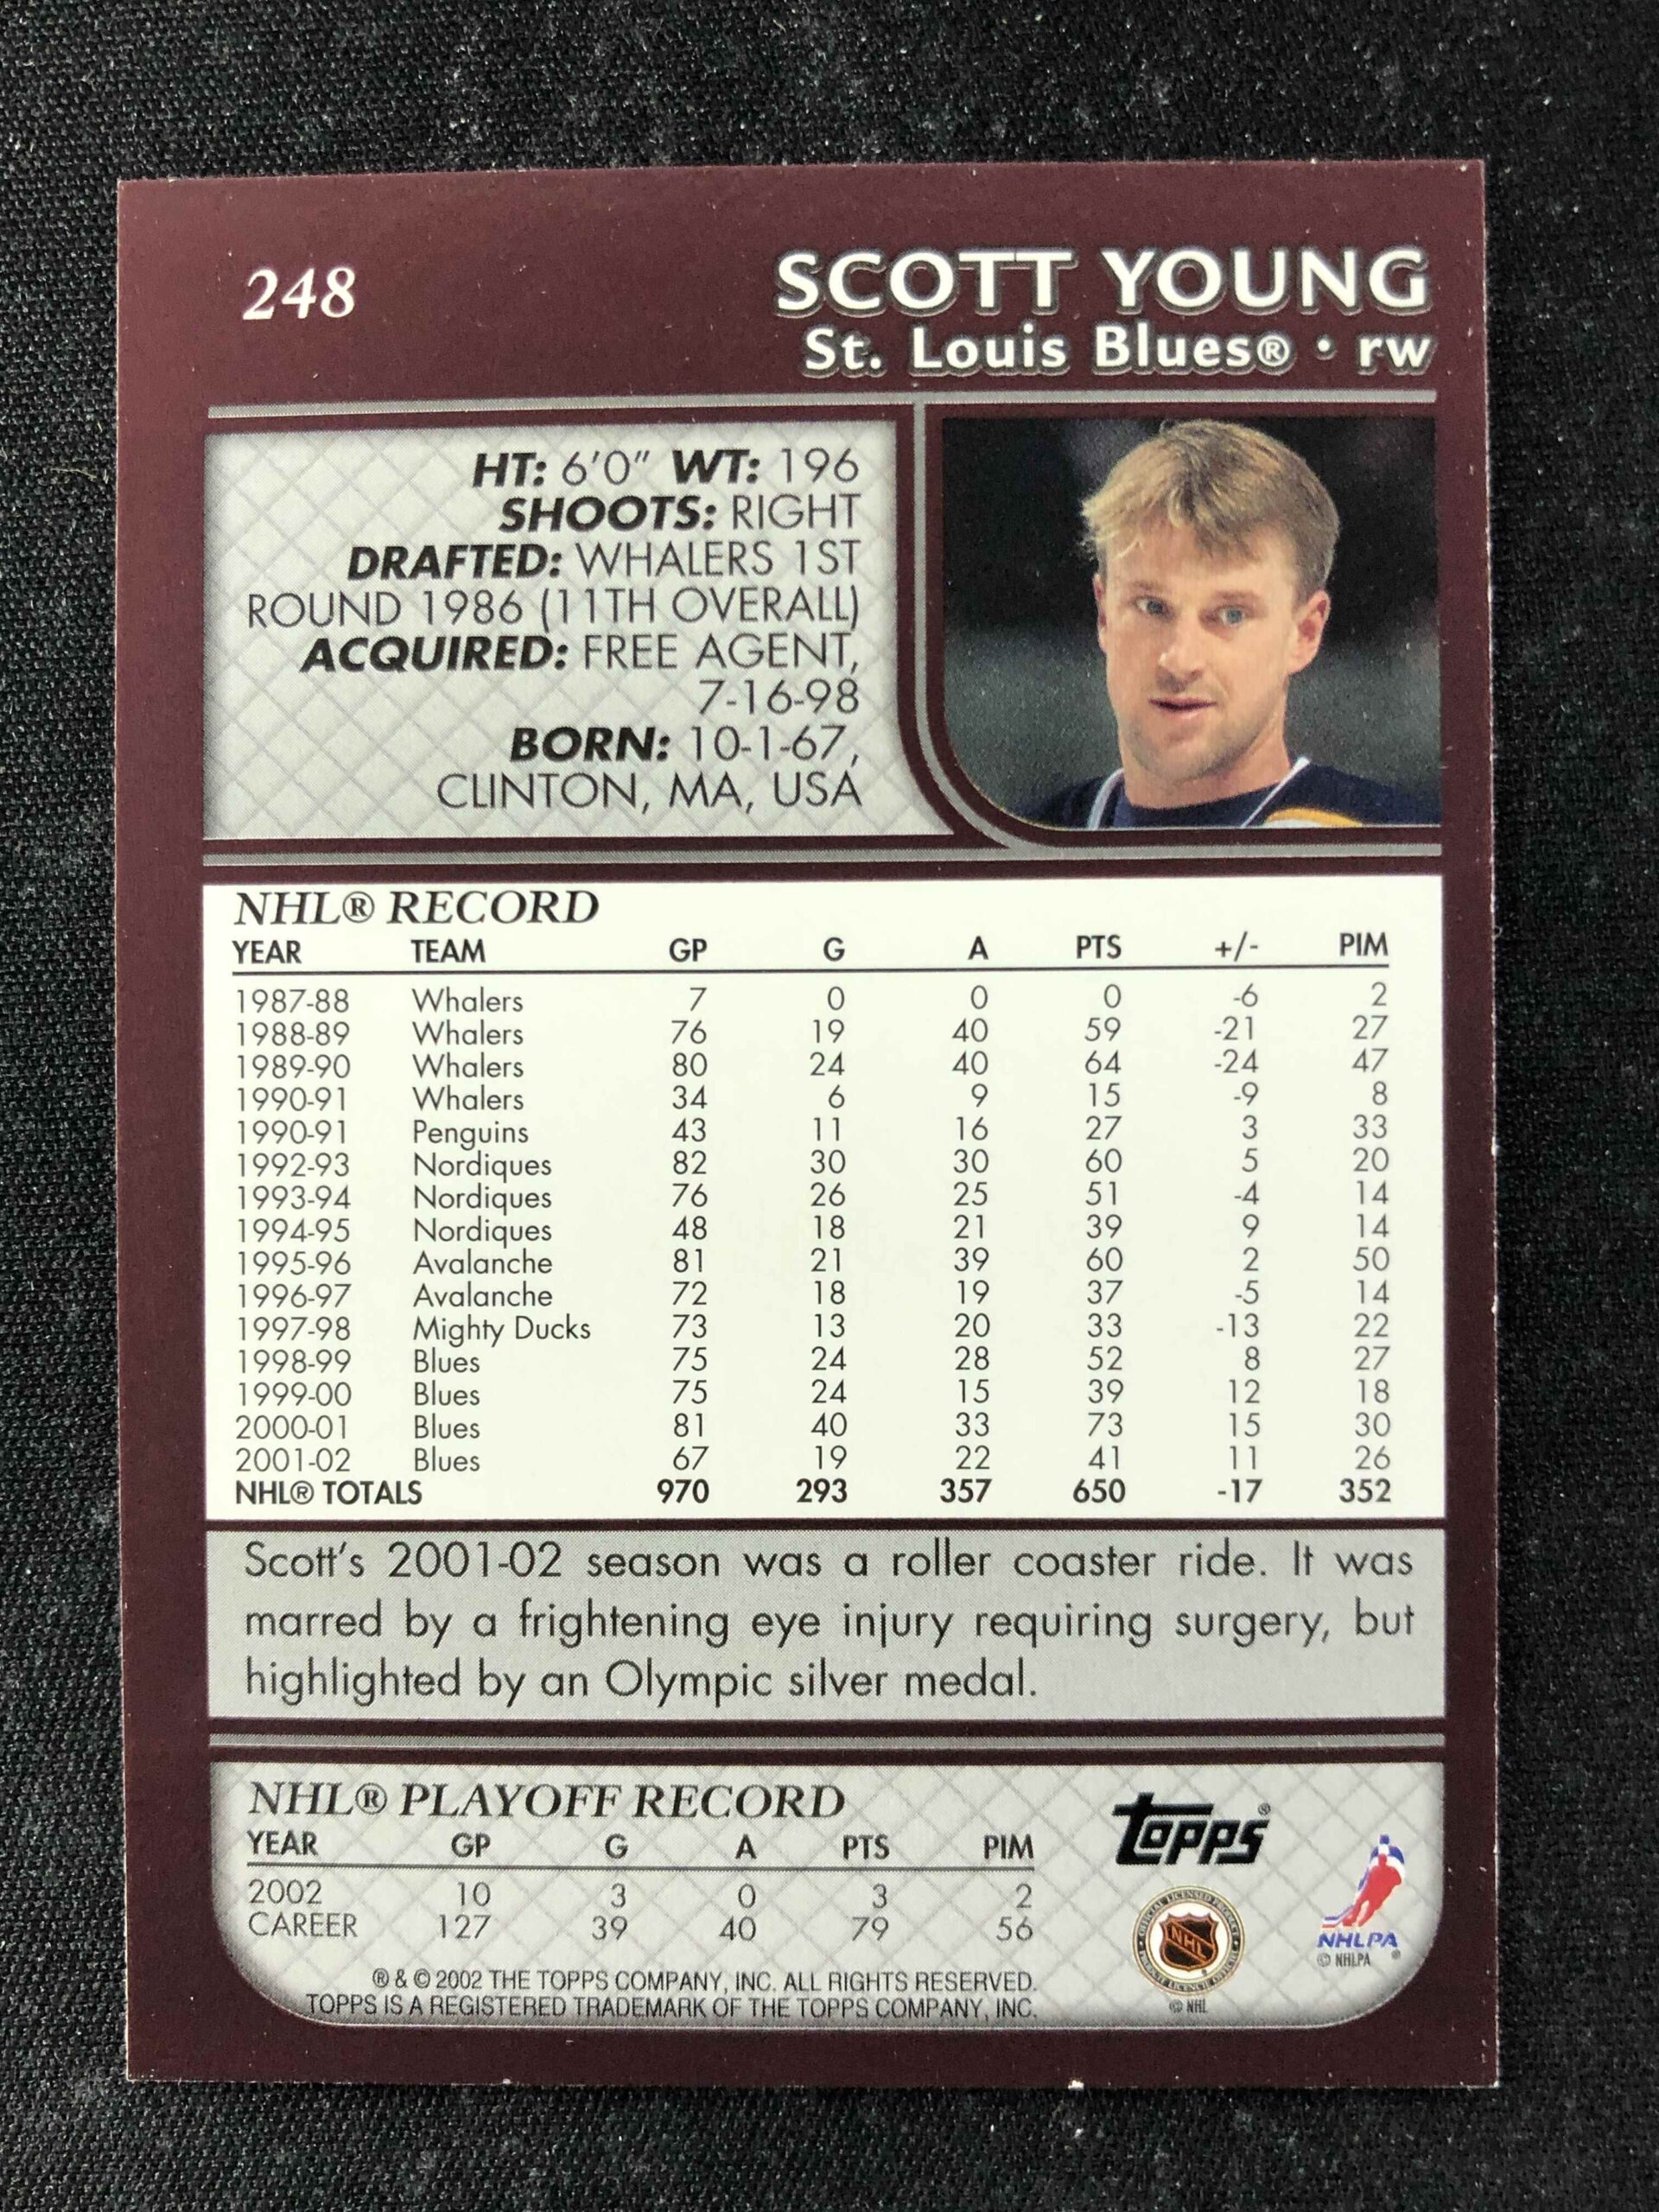 248
SCOTT YOUNG
St. Louis Blues® • rw
HT: 6'0" WT: 196
SHOOTS: RIGHT
DRAFTED: WHALERS 1ST
ROUND 1986 (11TH OVERALL)
ACQUIRED: FREE AGENT,
7-16-98
BORN: 10-1-67,
CLINTON, MA, USA
NHL® RECORD
YEAR TEAM GP G A PTS +/- PIM
1987-88 Whalers 7 0 0 0 -6 2
1988-89 Whalers 76 19 40 59 -21 27
1989-90 Whalers 80 24 40 64 -24 47
1990-91 Whalers 34 6 9 15 -9 8
1990-91 Penguins 43 11 16 27 3 33
1992-93 Nordiques 82 30 30 60 5 20
1993-94 Nordiques 76 26 25 51 -4 14
1994-95 Nordiques 48 18 21 39 9 14
1995-96 Avalanche 81 21 39 60 2 50
1996-97 Avalanche 72 18 19 37 -5 14
1997-98 Mighty Ducks 73 13 20 33 -13 22
1998-99 Blues 75 24 28 52 8 27
1999-00 Blues 75 24 15 39 12 18
2000-01 Blues 81 40 33 73 15 30
2001-02 Blues 67 19 22 41 11 26
NHL® TOTALS 970 293 357 650 -17 352
Scott's 2001-02 season was a roller coaster ride. It was
marred by a frightening eye injury requiring surgery, but
highlighted by an Olympic silver medal.
NHL® PLAYOFF RECORD
YEAR GP G A PTS PIM
2002 10 3 0 3 2
CAREER 127 39 40 79 56
® & © 2002 THE TOPPS COMPANY, INC. ALL RIGHTS RESERVED.
TOPPS IS A REGISTERED TRADEMARK OF THE TOPPS COMPANY, INC.
topps®
OFFICIAL LICENSED PRODUCT
NHL
© NHL
NHLPA
© NHLPA ®